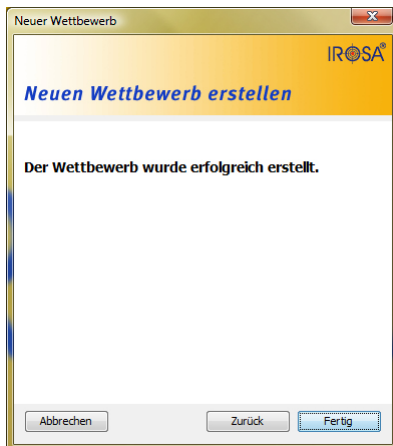 Neuer Wettbewerb
IROSA®
Neuen Wettbewerb erstellen
Der Wettbewerb wurde erfolgreich erstellt.
Abbrechen Zurück Fertig